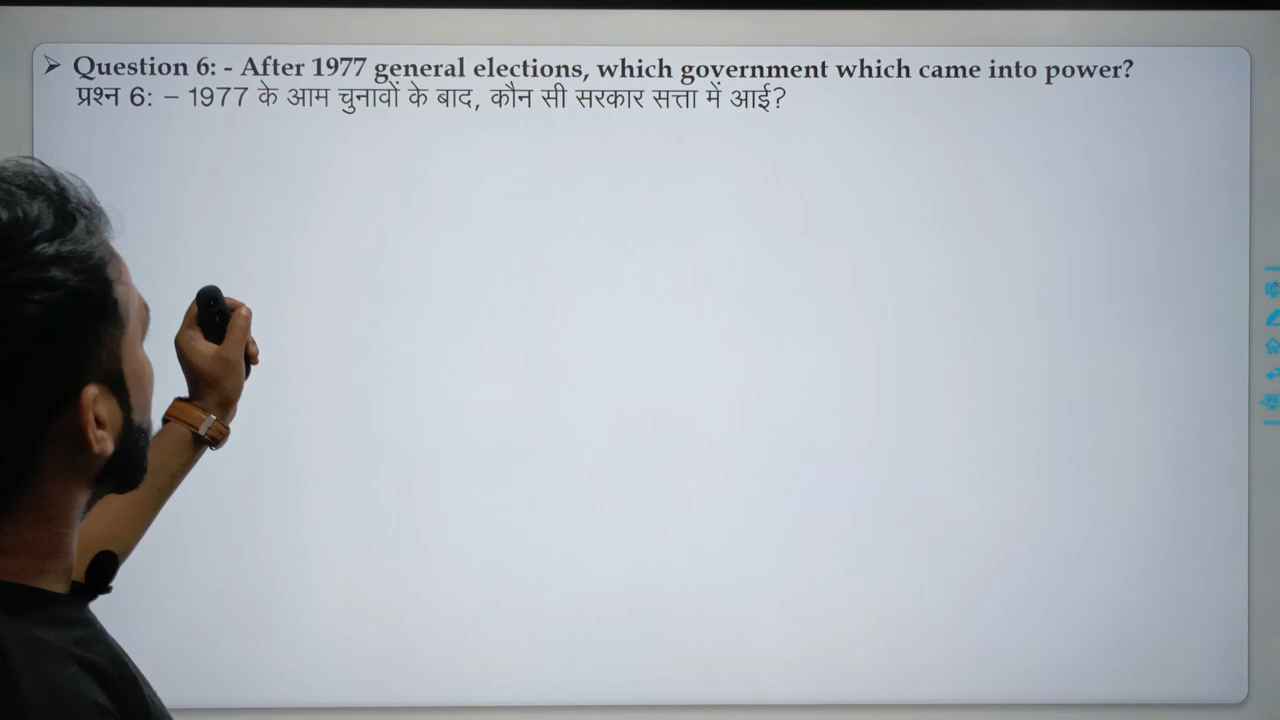 ➤ Question 6: - After 1977 general elections, which government which came into power?
प्रश्न 6: – 1977 के आम चुनावों के बाद, कौन सी सरकार सत्ता में आई?